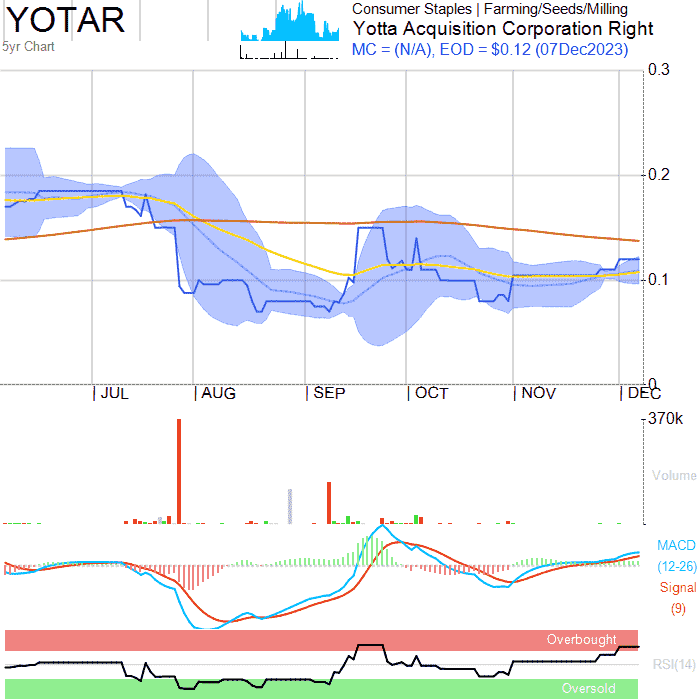 YOTAR
5yr Chart
Consumer Staples | Farming/Seeds/Milling
Yotta Acquisition Corporation Right
MC = (N/A), EOD = $0.12 (07Dec2023)
0.3
0.2
0.1
0
JUL AUG SEP OCT NOV DEC
370k
Volume
MACD
(12-26)
Signal
(9)
Overbought
RSI(14)
Oversold